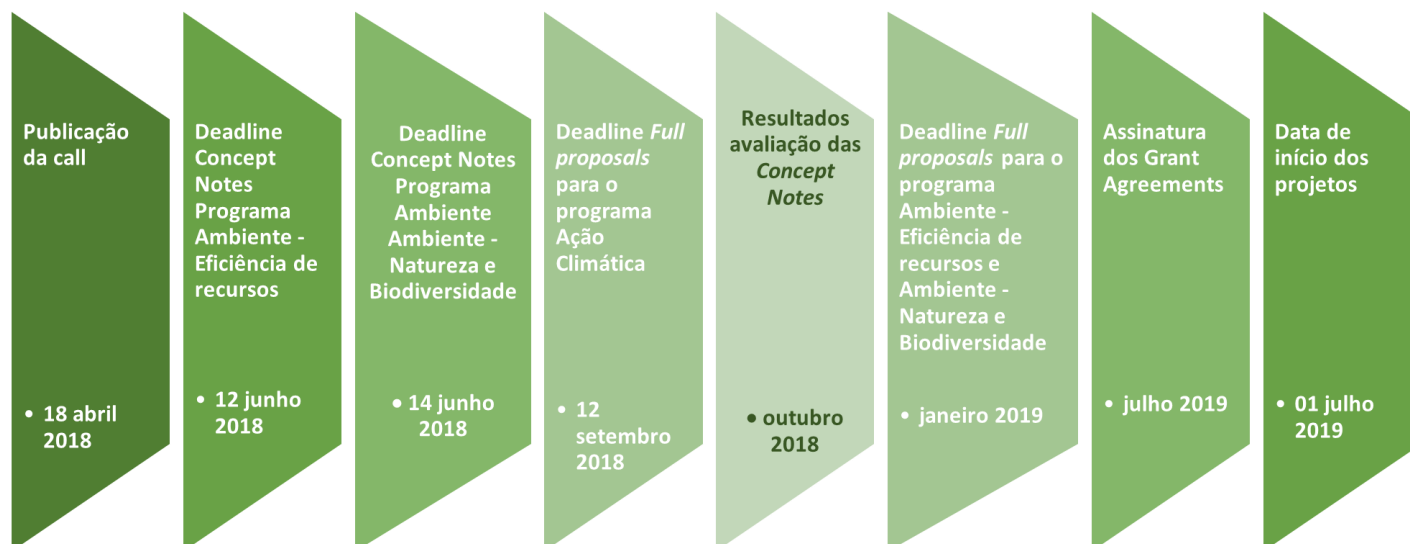 Publicação
da call
• 18 abril
2018
Deadline
Concept
Notes
Programa
Ambiente -
Eficiência de
recursos
• 12 junho
2018
Deadline
Concept Notes
Programa
Ambiente
Ambiente -
Natureza e
Biodiversidade
• 14 junho
2018
Deadline Full
proposals
para o
programa
Ação
Climática
• 12
setembro
2018
Resultados
avaliação das
Concept
Notes
• outubro
2018
Deadline Full
proposals para o
programa
Ambiente -
Eficiência de
recursos e
Ambiente -
Natureza e
Biodiversidade
• janeiro 2019
Assinatura
dos Grant
Agreements
• julho 2019
Data de
início dos
projetos
• 01 julho
2019